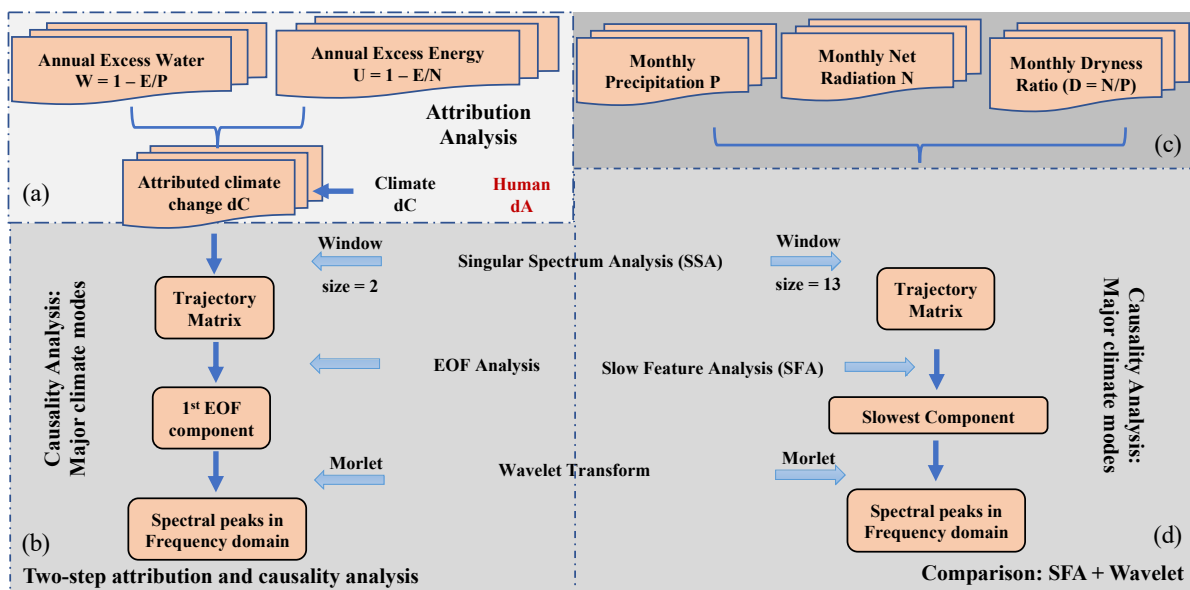 Annual Excess Water
W = 1 – E/P
Annual Excess Energy
U = 1 – E/N
Attribution
Analysis
(a)
Attributed climate
change dC
Climate
dC
Human
dA
Monthly
Precipitation P
Monthly Net
Radiation N
Monthly Dryness
Ratio (D = N/P)
(c)
Window
size = 2
Singular Spectrum Analysis (SSA)
Window
size = 13
Trajectory
Matrix
Trajectory
Matrix
Causality Analysis:
Major climate modes
Causality Analysis:
Major climate modes
EOF Analysis
Slow Feature Analysis (SFA)
1st EOF
component
Slowest Component
Morlet
Wavelet Transform
Morlet
Spectral peaks in
Frequency domain
Spectral peaks in
Frequency domain
(b)
(d)
Two-step attribution and causality analysis
Comparison: SFA + Wavelet